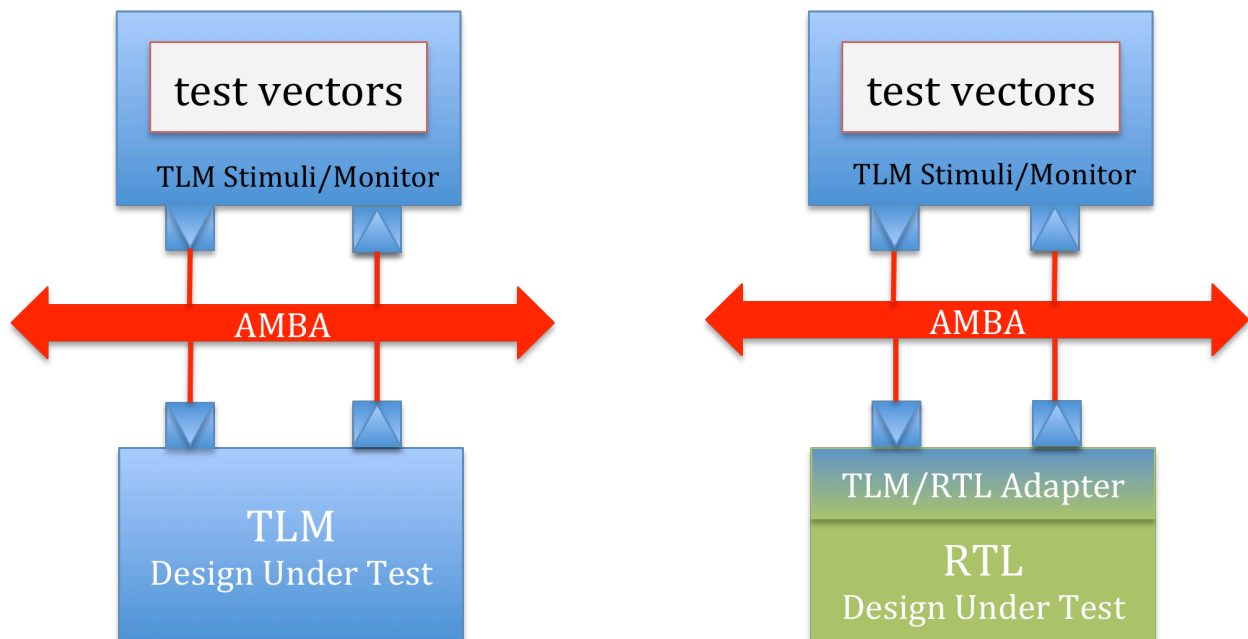 test vectors
TLM Stimuli/Monitor
AMBA
TLM
Design Under Test
test vectors
TLM Stimuli/Monitor
AMBA
TLM/RTL Adapter
RTL
Design Under Test